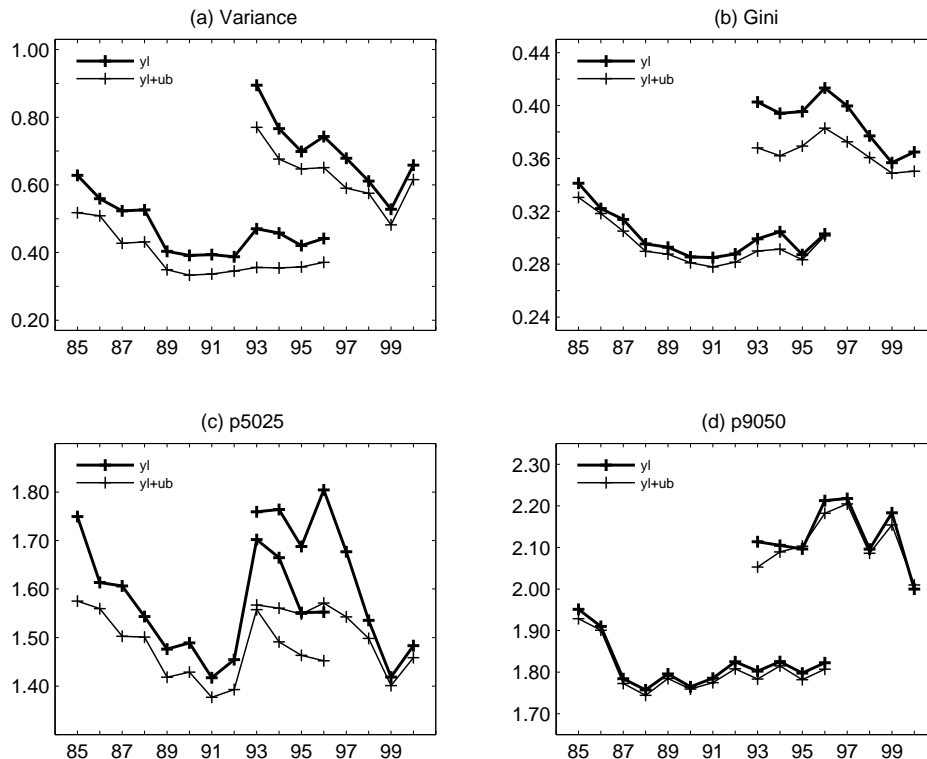 (a) Variance
1.00
0.80
0.60
0.40
0.20
yl
yl+ub
85 87 89 91 93 95 97 99
(b) Gini
0.44
0.40
0.36
0.32
0.28
0.24
yl
yl+ub
85 87 89 91 93 95 97 99
(c) p5025
1.80
1.70
1.60
1.50
1.40
yl
yl+ub
85 87 89 91 93 95 97 99
(d) p9050
2.30
2.20
2.10
2.00
1.90
1.80
1.70
yl
yl+ub
85 87 89 91 93 95 97 99